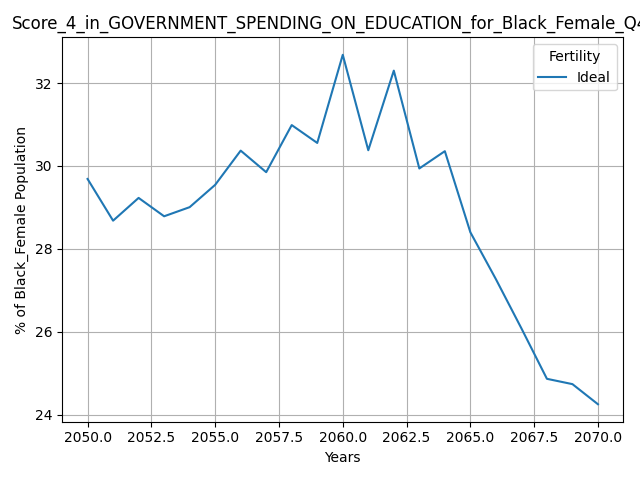 Score_4_in_GOVERNMENT_SPENDING_ON_EDUCATION_for_Black_Female_Q4
Fertility
Ideal
% of Black_Female Population
32
30
28
26
24
2050.0 2052.5 2055.0 2057.5 2060.0 2062.5 2065.0 2067.5 2070.0
Years